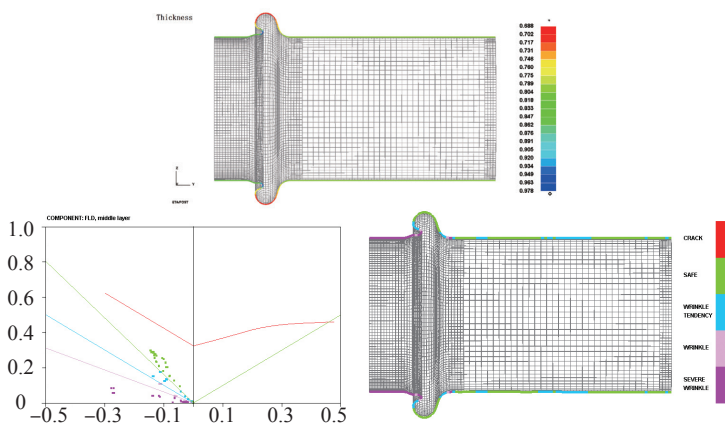 Thickness
0.688
0.702
0.717
0.731
0.746
0.760
0.775
0.789
0.804
0.818
0.833
0.847
0.862
0.876
0.891
0.905
0.920
0.934
0.949
0.963
0.978
Z
X Y
COMPONENT: FLD, middle layer
1.0
0.8
0.6
0.4
0.2
0
−0.5 −0.3 −0.1 0.1 0.3 0.5
CRACK
SAFE
WRINKLE
TENDENCY
WRINKLE
SEVERE
WRINKLE